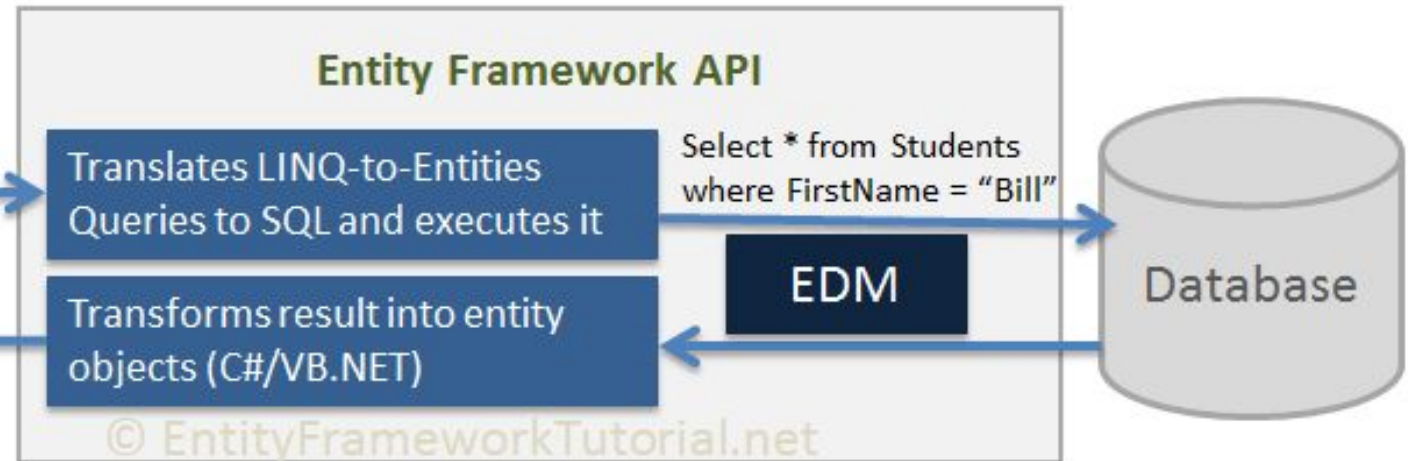 Entity Framework API
Translates LINQ-to-Entities
Queries to SQL and executes it
Select * from Students
where FirstName = “Bill”
EDM
Database
Transforms result into entity
objects (C#/VB.NET)
© EntityFrameworkTutorial.net